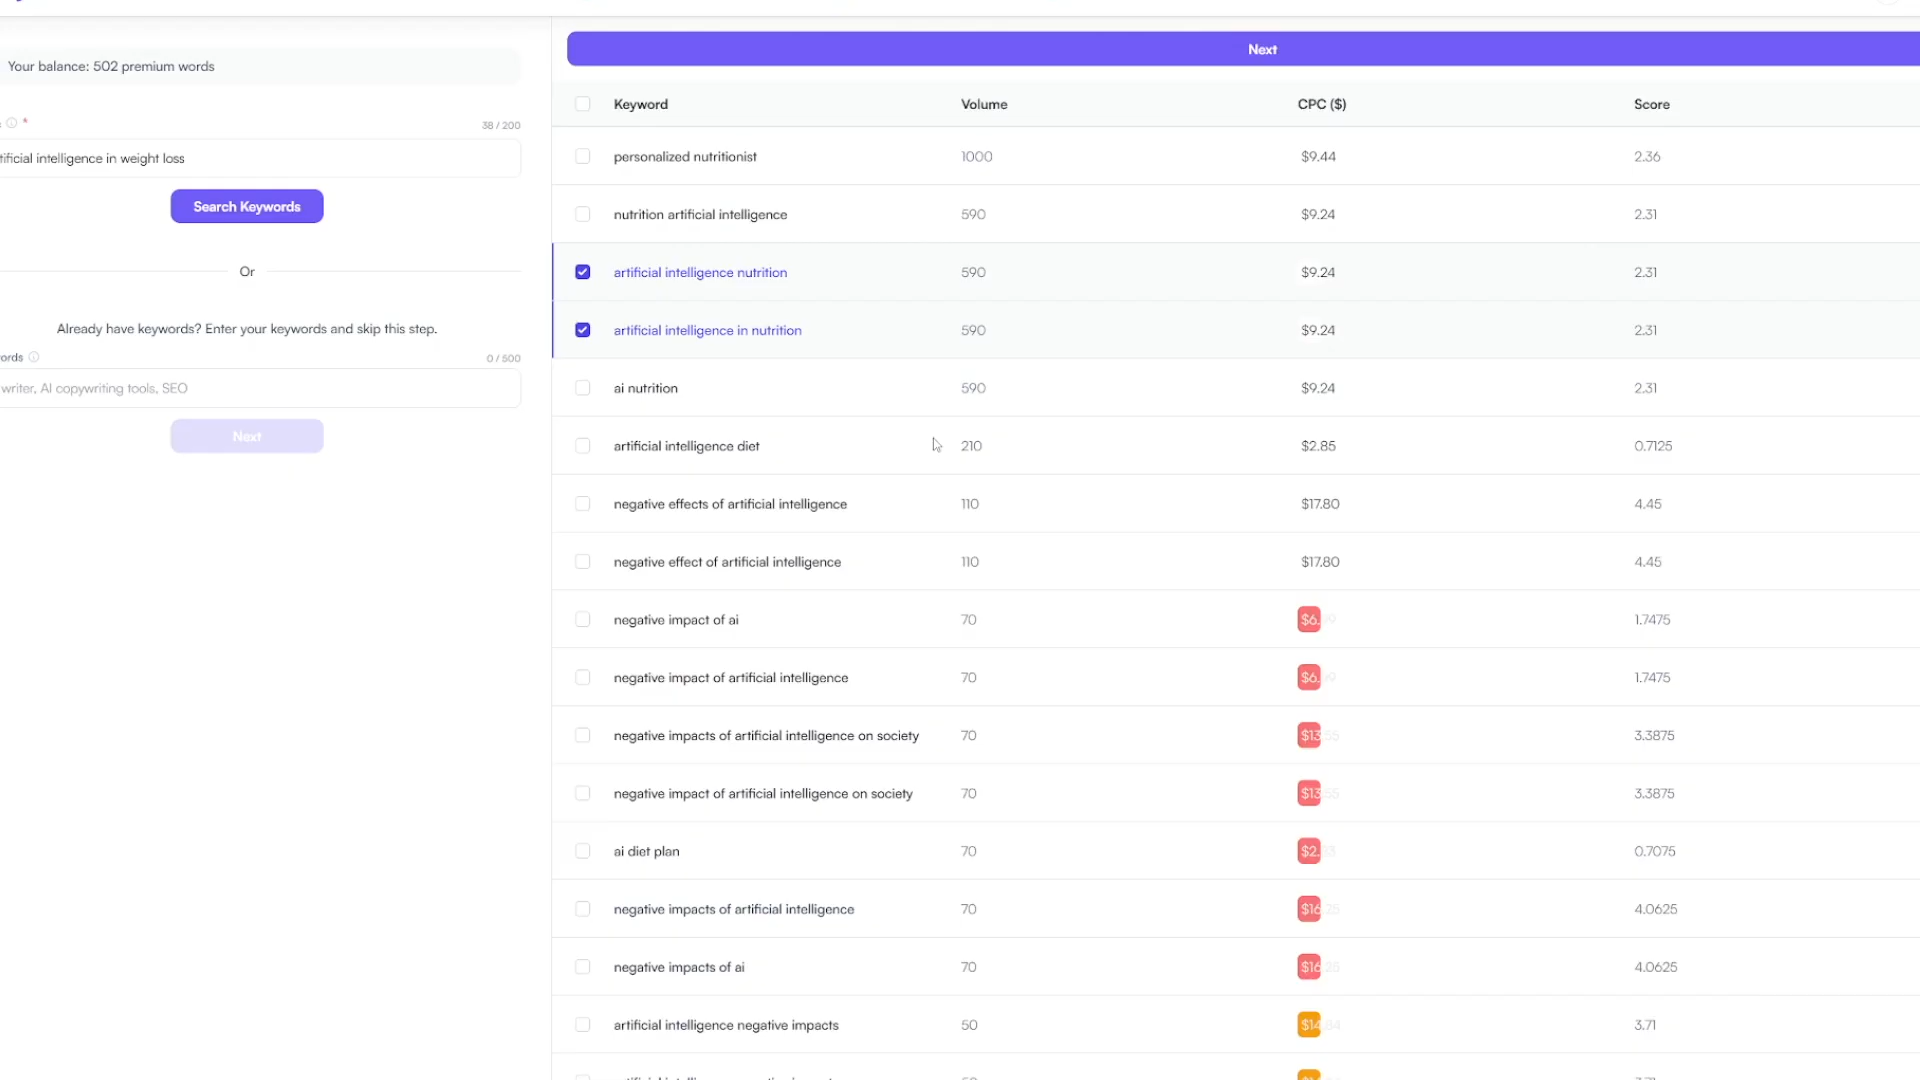 Your balance: 502 premium words
38 / 200
tificial intelligence in weight loss
Search Keywords
Or
Already have keywords? Enter your keywords and skip this step.
ords 0 / 500
writer, AI copywriting tools, SEO
Next
Next
Keyword Volume CPC ($) Score
personalized nutritionist 1000 $9.44 2.36
nutrition artificial intelligence 590 $9.24 2.31
artificial intelligence nutrition 590 $9.24 2.31
artificial intelligence in nutrition 590 $9.24 2.31
ai nutrition 590 $9.24 2.31
artificial intelligence diet 210 $2.85 0.7125
negative effects of artificial intelligence 110 $17.80 4.45
negative effect of artificial intelligence 110 $17.80 4.45
negative impact of ai 70 1.7475
negative impact of artificial intelligence 70 1.7475
negative impacts of artificial intelligence on society 70 3.3875
negative impact of artificial intelligence on society 70 3.3875
ai diet plan 70 0.7075
negative impacts of artificial intelligence 70 4.0625
negative impacts of ai 70 4.0625
artificial intelligence negative impacts 50 3.71